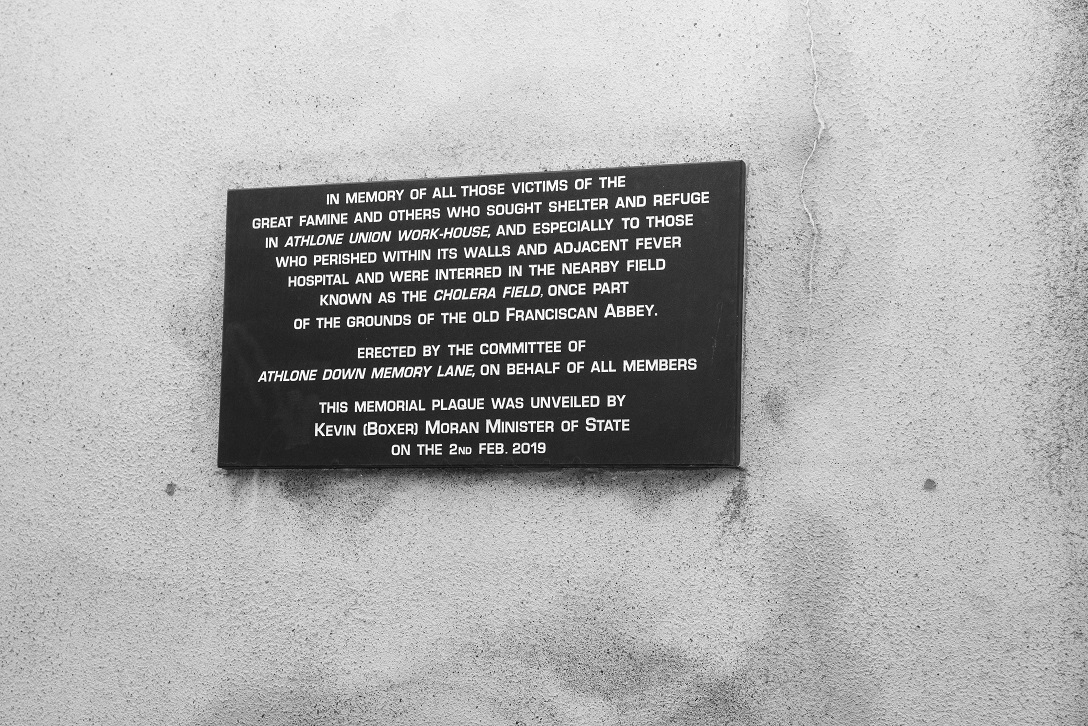 IN MEMORY OF ALL THOSE VICTIMS OF THE
GREAT FAMINE AND OTHERS WHO SOUGHT SHELTER AND REFUGE
IN ATHLONE UNION WORK-HOUSE, AND ESPECIALLY TO THOSE
WHO PERISHED WITHIN ITS WALLS AND ADJACENT FEVER
HOSPITAL AND WERE INTERRED IN THE NEARBY FIELD
KNOWN AS THE CHOLERA FIELD, ONCE PART
OF THE GROUNDS OF THE OLD FRANCISCAN ABBEY.
ERECTED BY THE COMMITTEE OF
ATHLONE DOWN MEMORY LANE, ON BEHALF OF ALL MEMBERS
THIS MEMORIAL PLAQUE WAS UNVEILED BY
KEVIN (BOXER) MORAN MINISTER OF STATE
ON THE 2ND FEB. 2019